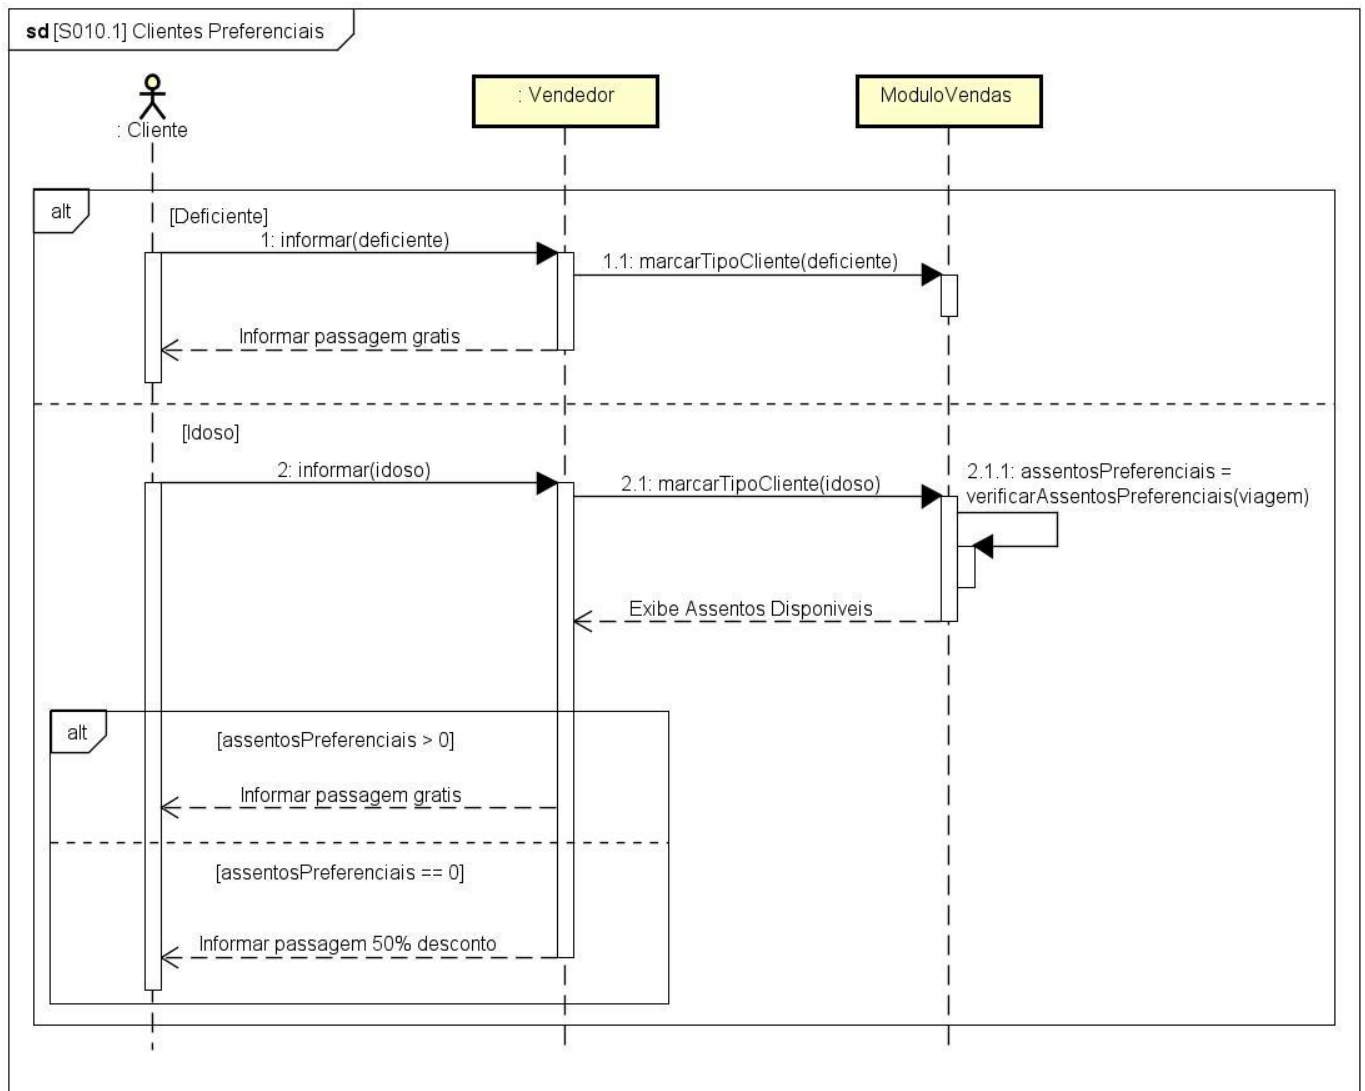 sd [S010.1] Clientes Preferenciais
: Cliente
: Vendedor
ModuloVendas
alt
[Deficiente]
1: informar(deficiente)
1.1: marcarTipoCliente(deficiente)
Informar passagem gratis
[Idoso]
2: informar(idoso)
2.1: marcarTipoCliente(idoso)
2.1.1: assentosPreferenciais =
verificarAssentosPreferenciais(viagem)
Exibe Assentos Disponiveis
alt
[assentosPreferenciais > 0]
Informar passagem gratis
[assentosPreferenciais == 0]
Informar passagem 50% desconto